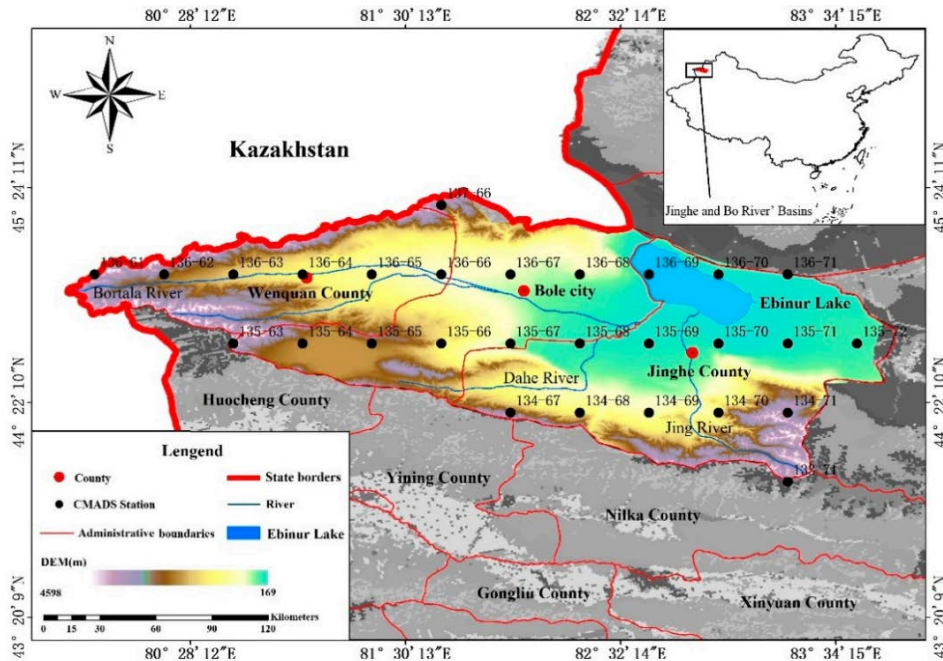 80° 28′ 12″
81° 30′ 13″
82° 32′ 14″
83° 34′ 15″
N
W
E
S
Kazakhstan
Jinghe and Bo River' Basins
45° 24′ 11″N
45° 24′ 11″N
137-66
136-61
136-62
136-63
136-64
136-65
136-66
136-67
136-68
136-69
136-70
136-71
Bortala River
Wenquan County
Bole city
Ebinur Lake
135-63
135-64
135-65
135-66
135-67
135-68
135-69
135-70
135-71
135-72
Dahe River
Jinghe County
44° 22′ 10″N
44° 22′ 10″N
Huocheng County
134-67
134-68
134-69
134-70
134-71
Jing River
133-71
Yining County
Nilka County
Gongliu County
Xinyuan County
Lengend
County
State borders
CMADS Station
River
Administrative boundaries
Ebinur Lake
DEM(m)
4598
169
0 15 30 60 90 120
Kilometers
43° 20′ 9″N
43° 20′ 9″N
80° 28′ 12″
81° 30′ 13″
82° 32′ 14″
83° 34′ 15″